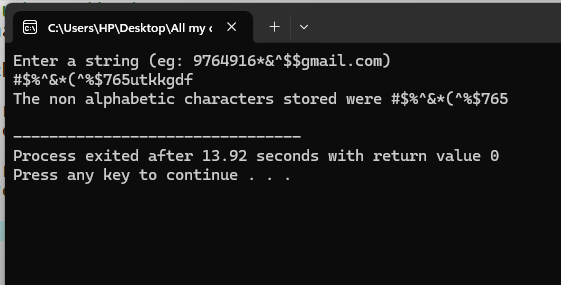 C:\Users\HP\Desktop\All my c
Enter a string (eg: 9764916*&^$$gmail.com)
#$%^&*(^%$765utkkgdf
The non alphabetic characters stored were #$%^&*(^%$765
--------------------------------
Process exited after 13.92 seconds with return value 0
Press any key to continue . . .